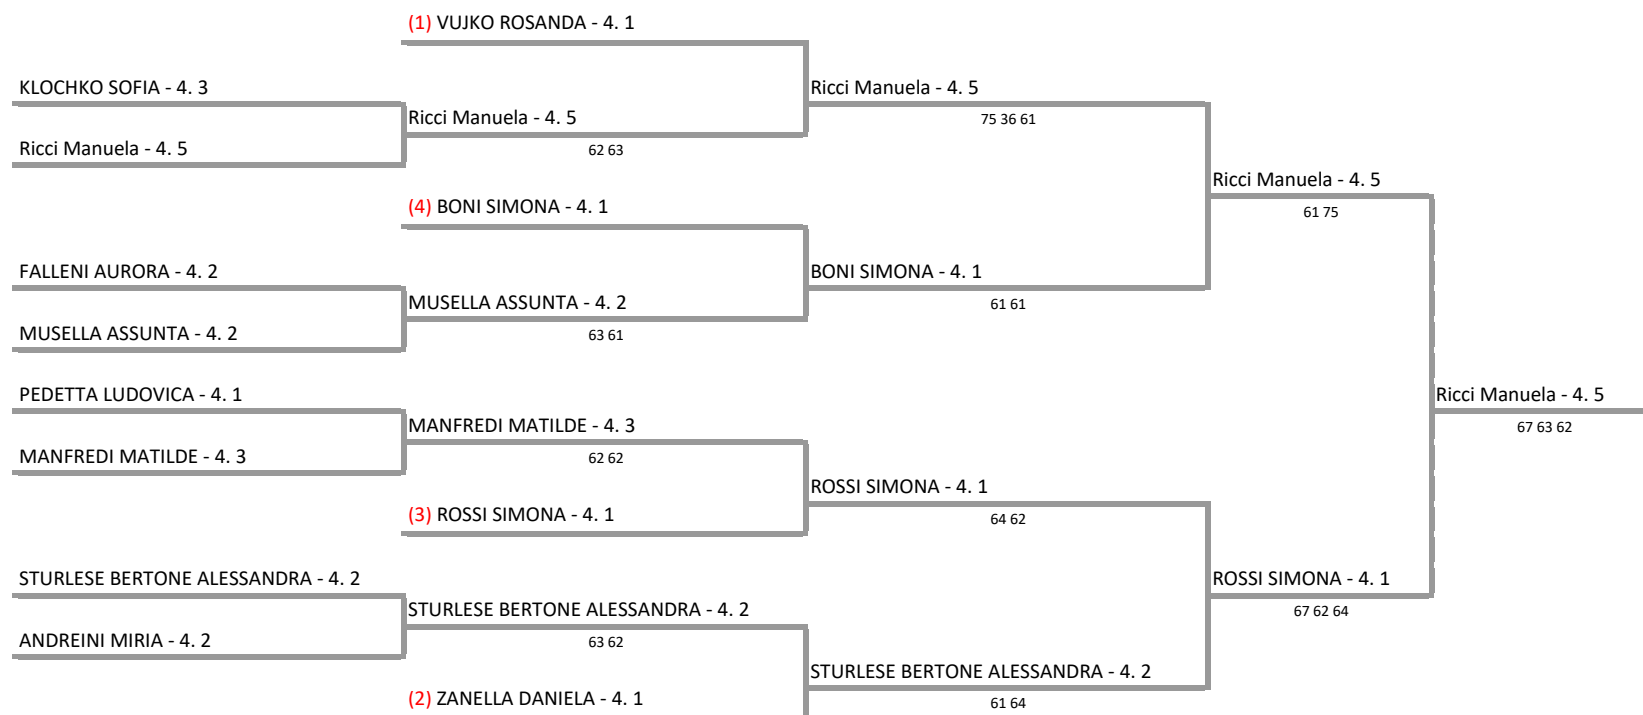 (1) VUJKO ROSANDA - 4. 1
KLOCHKO SOFIA - 4. 3
Ricci Manuela - 4. 5
Ricci Manuela - 4. 5
75 36 61
Ricci Manuela - 4. 5
62 63
Ricci Manuela - 4. 5
61 75
(4) BONI SIMONA - 4. 1
FALLENI AURORA - 4. 2
BONI SIMONA - 4. 1
61 61
MUSELLA ASSUNTA - 4. 2
63 61
MUSELLA ASSUNTA - 4. 2
PEDETTA LUDOVICA - 4. 1
Ricci Manuela - 4. 5
67 63 62
MANFREDI MATILDE - 4. 3
62 62
MANFREDI MATILDE - 4. 3
ROSSI SIMONA - 4. 1
64 62
(3) ROSSI SIMONA - 4. 1
STURLESE BERTONE ALESSANDRA - 4. 2
ROSSI SIMONA - 4. 1
67 62 64
STURLESE BERTONE ALESSANDRA - 4. 2
63 62
ANDREINI MIRIA - 4. 2
STURLESE BERTONE ALESSANDRA - 4. 2
61 64
(2) ZANELLA DANIELA - 4. 1